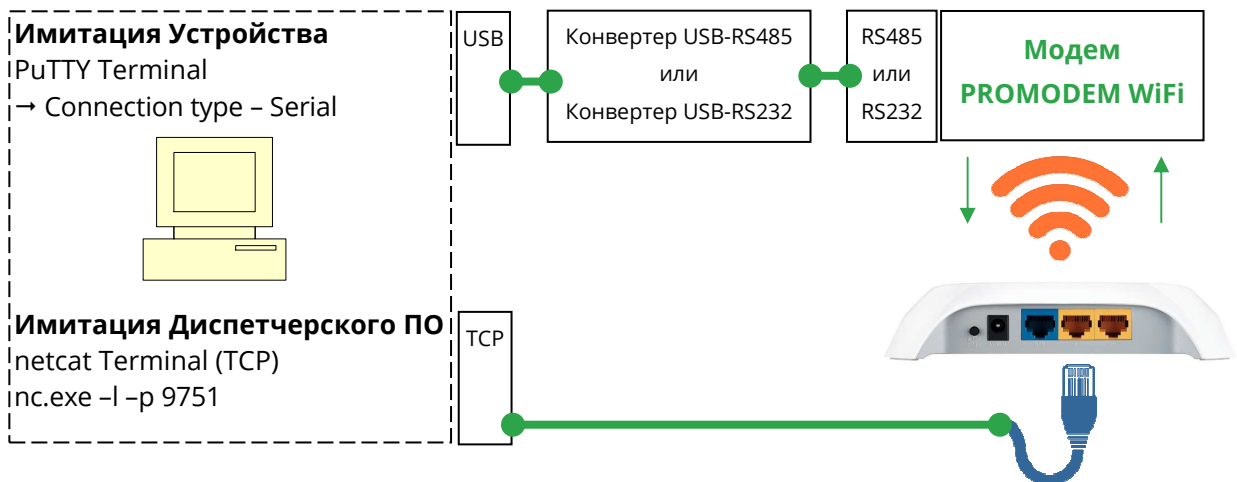 Имитация Устройства
PuTTY Terminal
→ Connection type – Serial
USB
Конвертер USB-RS485
или
Конвертер USB-RS232
RS485
или
RS232
Модем
PROMODEM WiFi
Имитация Диспетчерского ПО
netcat Terminal (TCP)
nc.exe –l –p 9751
TCP